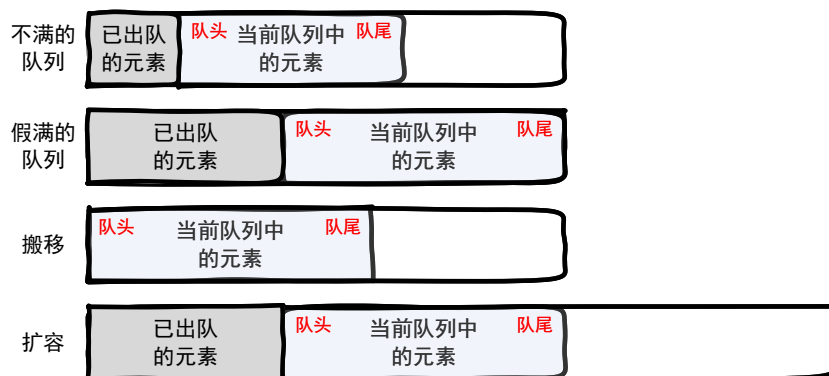 不满的
队列
已出队
的元素
队头
当前队列中
的元素
队尾
假满的
队列
已出队
的元素
队头
当前队列中
的元素
队尾
搬移
队头
当前队列中
的元素
队尾
扩容
已出队
的元素
队头
当前队列中
的元素
队尾